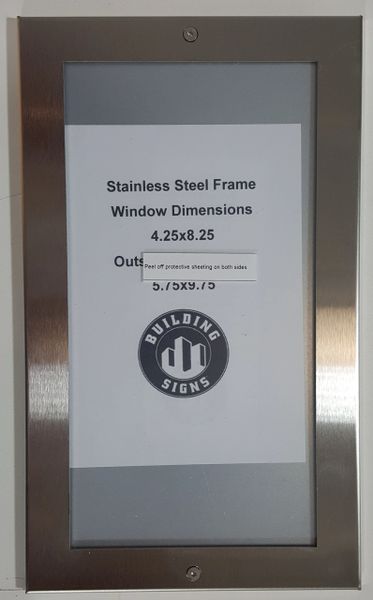 Stainless Steel Frame
Window Dimensions
4.25x8.25
Outs
Peel off protective sheeting on both sides
5.75x9.75
BUILDING
SIGNS